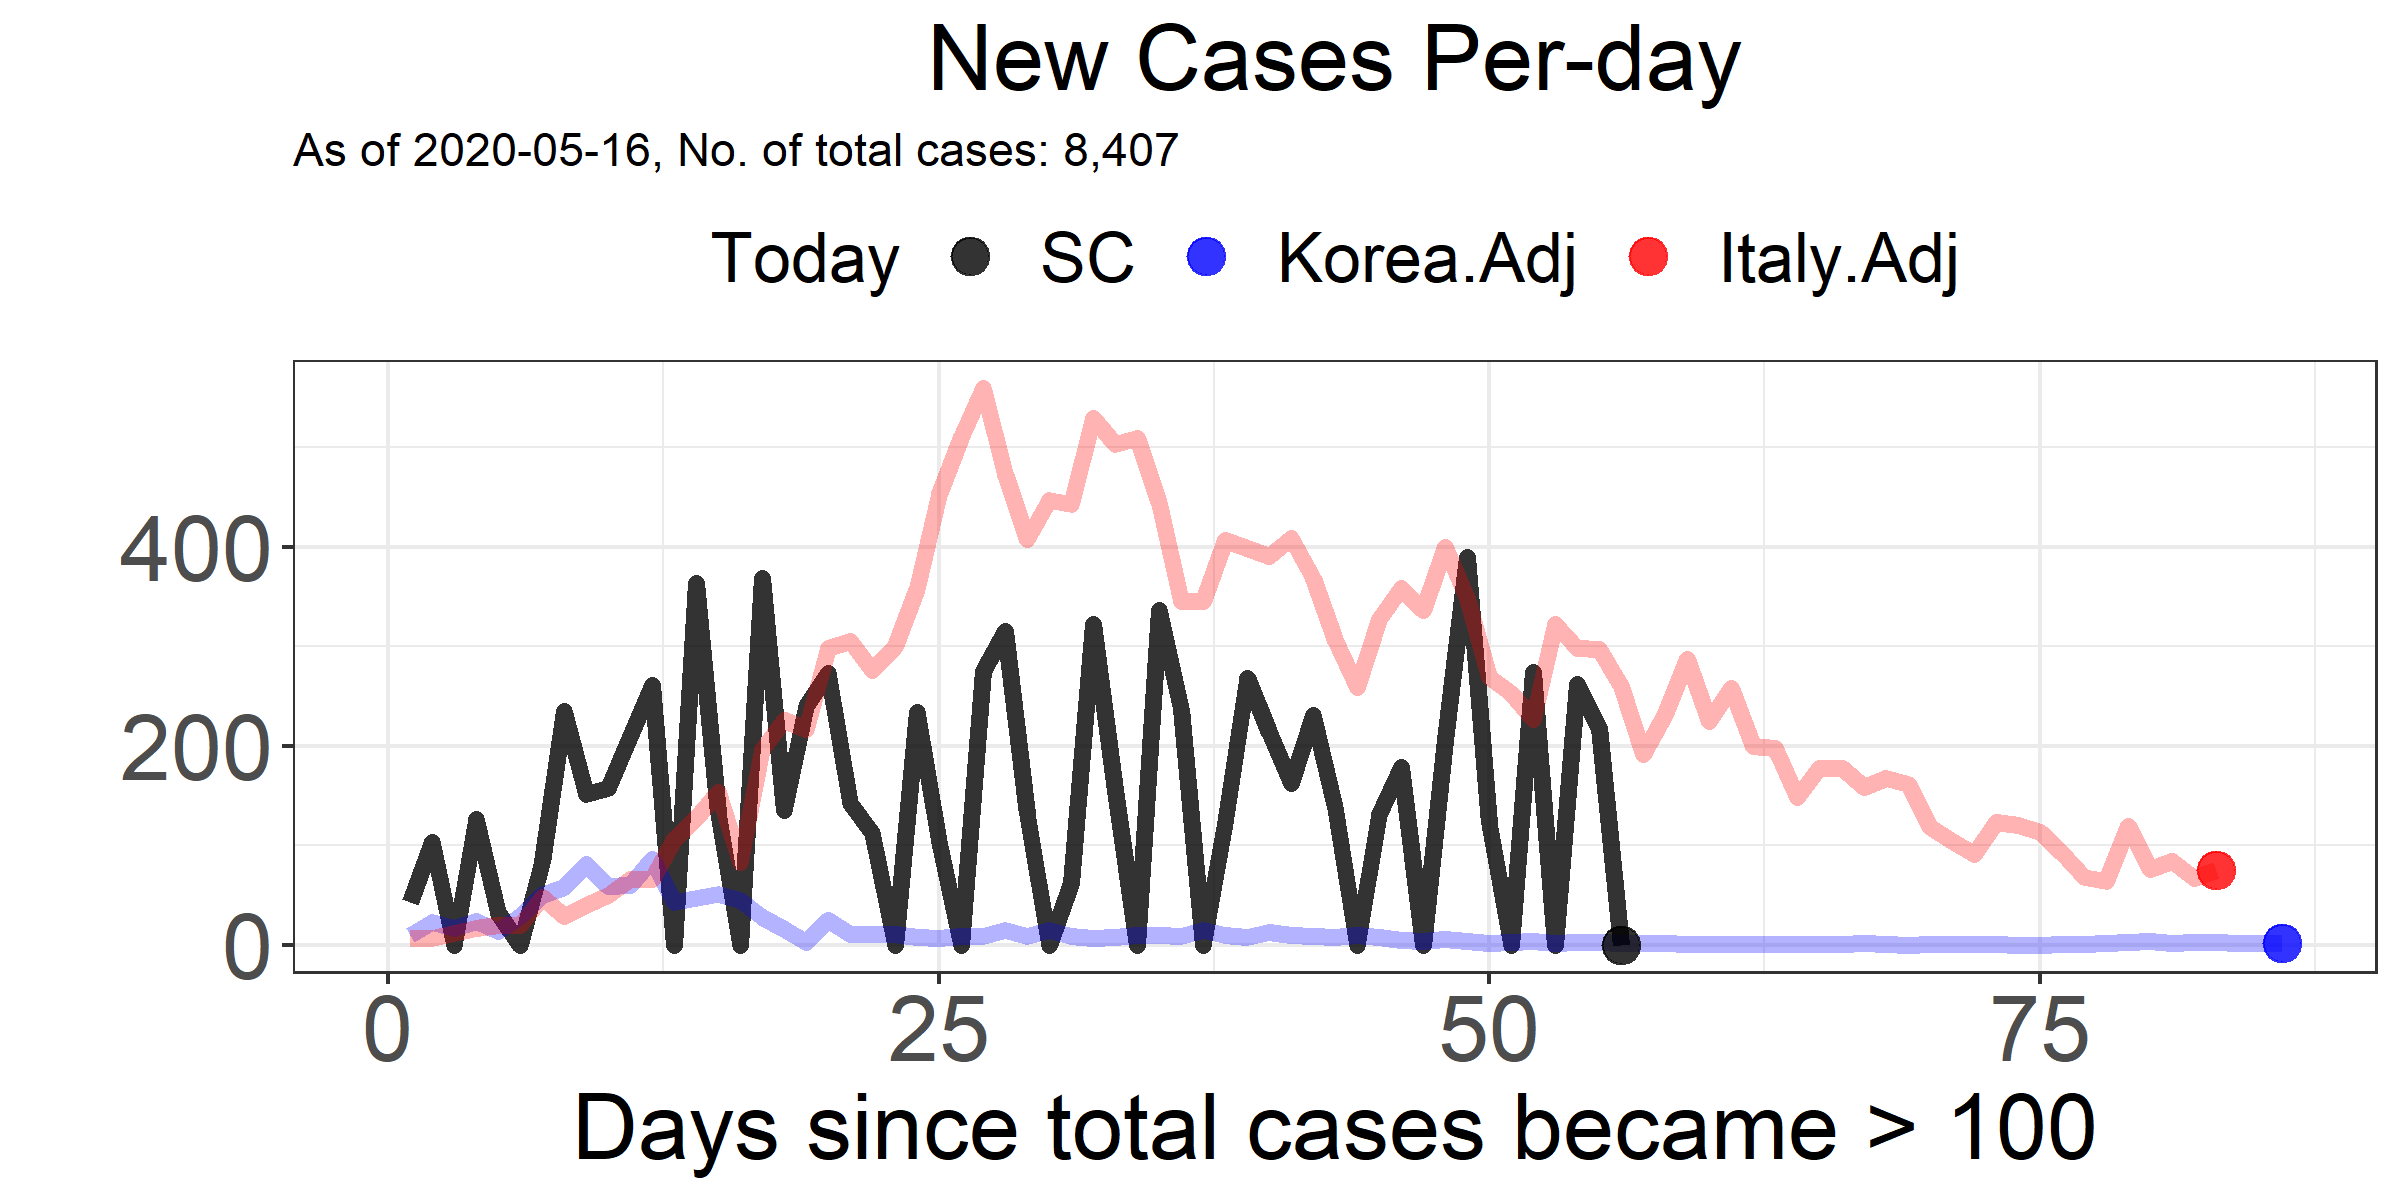 New Cases Per-day
As of 2020-05-16, No. of total cases: 8,407
Today SC Korea.Adj Italy.Adj
400
200
0
0 25 50 75
Days since total cases became > 100